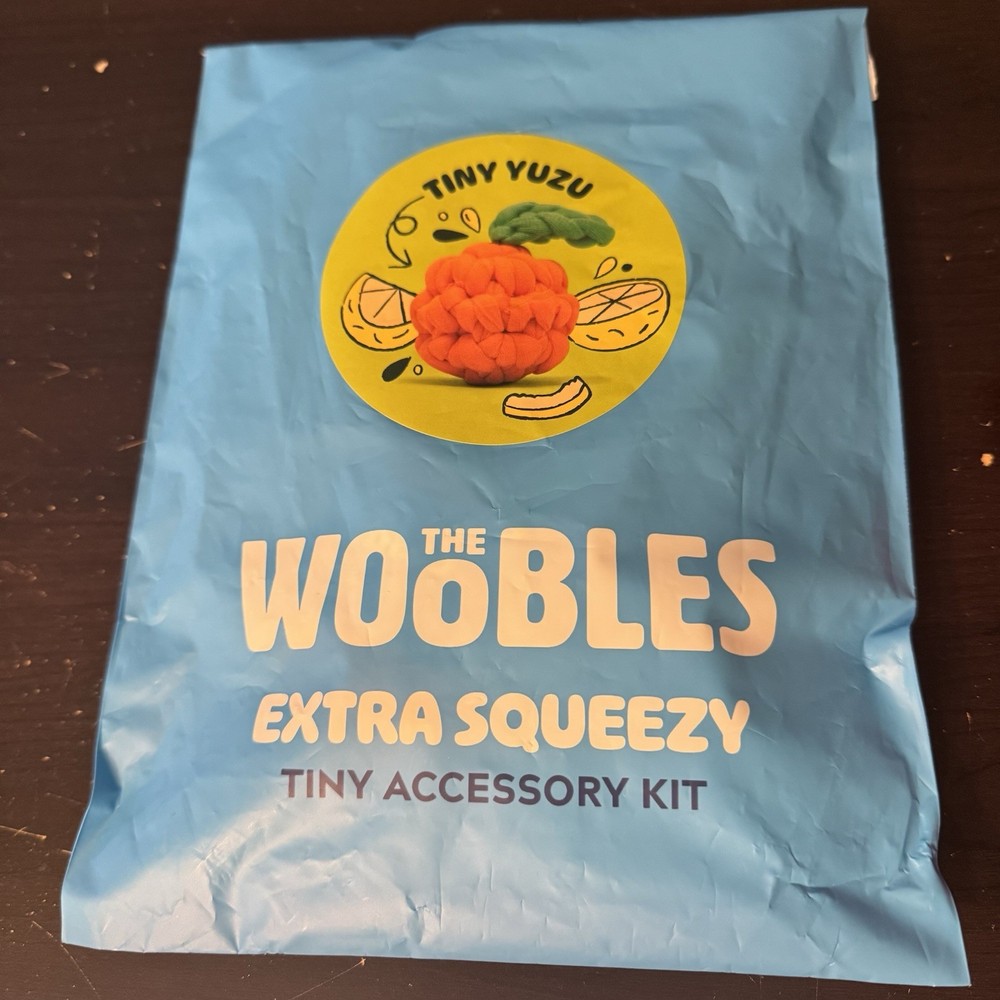 TINY YUZU
THE
WOOBLES
EXTRA SQUEEZY
TINY ACCESSORY KIT